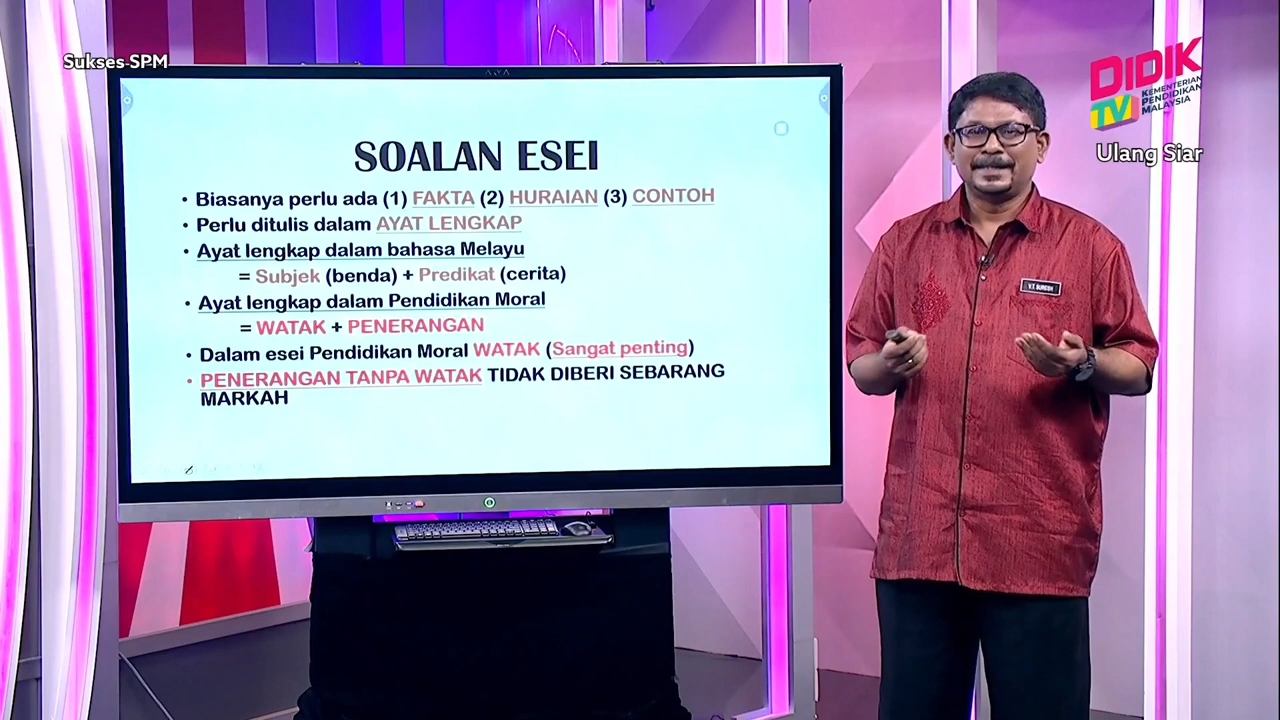 Sukses SPM
DIDIK
TV
KEMENTERIAN
PENDIDIKAN
MALAYSIA
Ulang Siar
SOALAN ESEI
• Biasanya perlu ada (1) FAKTA (2) HURAIAN (3) CONTOH
• Perlu ditulis dalam AYAT LENGKAP
• Ayat lengkap dalam bahasa Melayu
= Subjek (benda) + Predikat (cerita)
• Ayat lengkap dalam Pendidikan Moral
= WATAK + PENERANGAN
• Dalam esei Pendidikan Moral WATAK (Sangat penting)
• PENERANGAN TANPA WATAK TIDAK DIBERI SEBARANG
MARKAH
V.T. SURESH